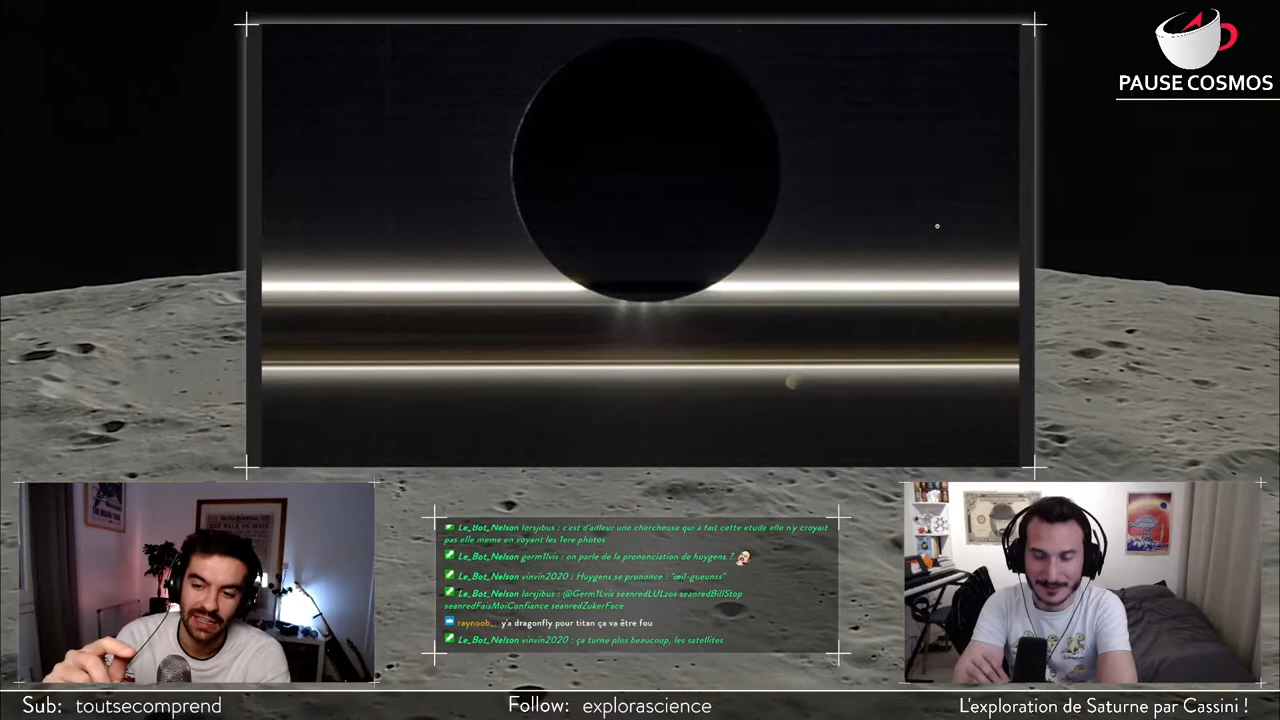 PAUSE COSMOS
Le_Bot_Nelson lorsjibus : c'est d'ailleur une chercheuse qui a fait cette etude elle n'y croyait
pas elle meme en voyant les 1ere photos
Le_Bot_Nelson germ1lvis : on parle de la prononciation de huygens ?
Le_Bot_Nelson vinvin2020 : Huygens se prononce : "œil-gueunss"
Le_Bot_Nelson lorsjibus : @Germ1Lvis seanredLULzos seanredBillStop
seanredFaisMoiConfiance seanredZukerFace
raynoob_: y'a dragonfly pour titan ça va être fou
Le_Bot_Nelson vinvin2020 : ça turne plus beaucoup, les satellites
Sub: toutsecomprend
Follow: explorascience
L'exploration de Saturne par Cassini !